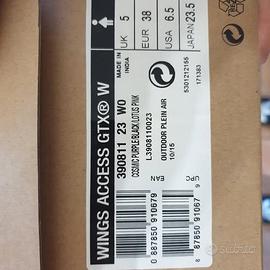 WINGS ACCESS GTX® W
390811 23 W0
COSMIC PURPLE/BLACK/LOTUS PINK
L3908110023
OUTDOOR PLEIN AIR
10/15
MADE IN
INDIA
UK 5
EUR 38
USA 6.5
JAPAN 23.5
5301212155
171383
EAN
UPC
0 887850 910679
8 87850 91067 9
Subito